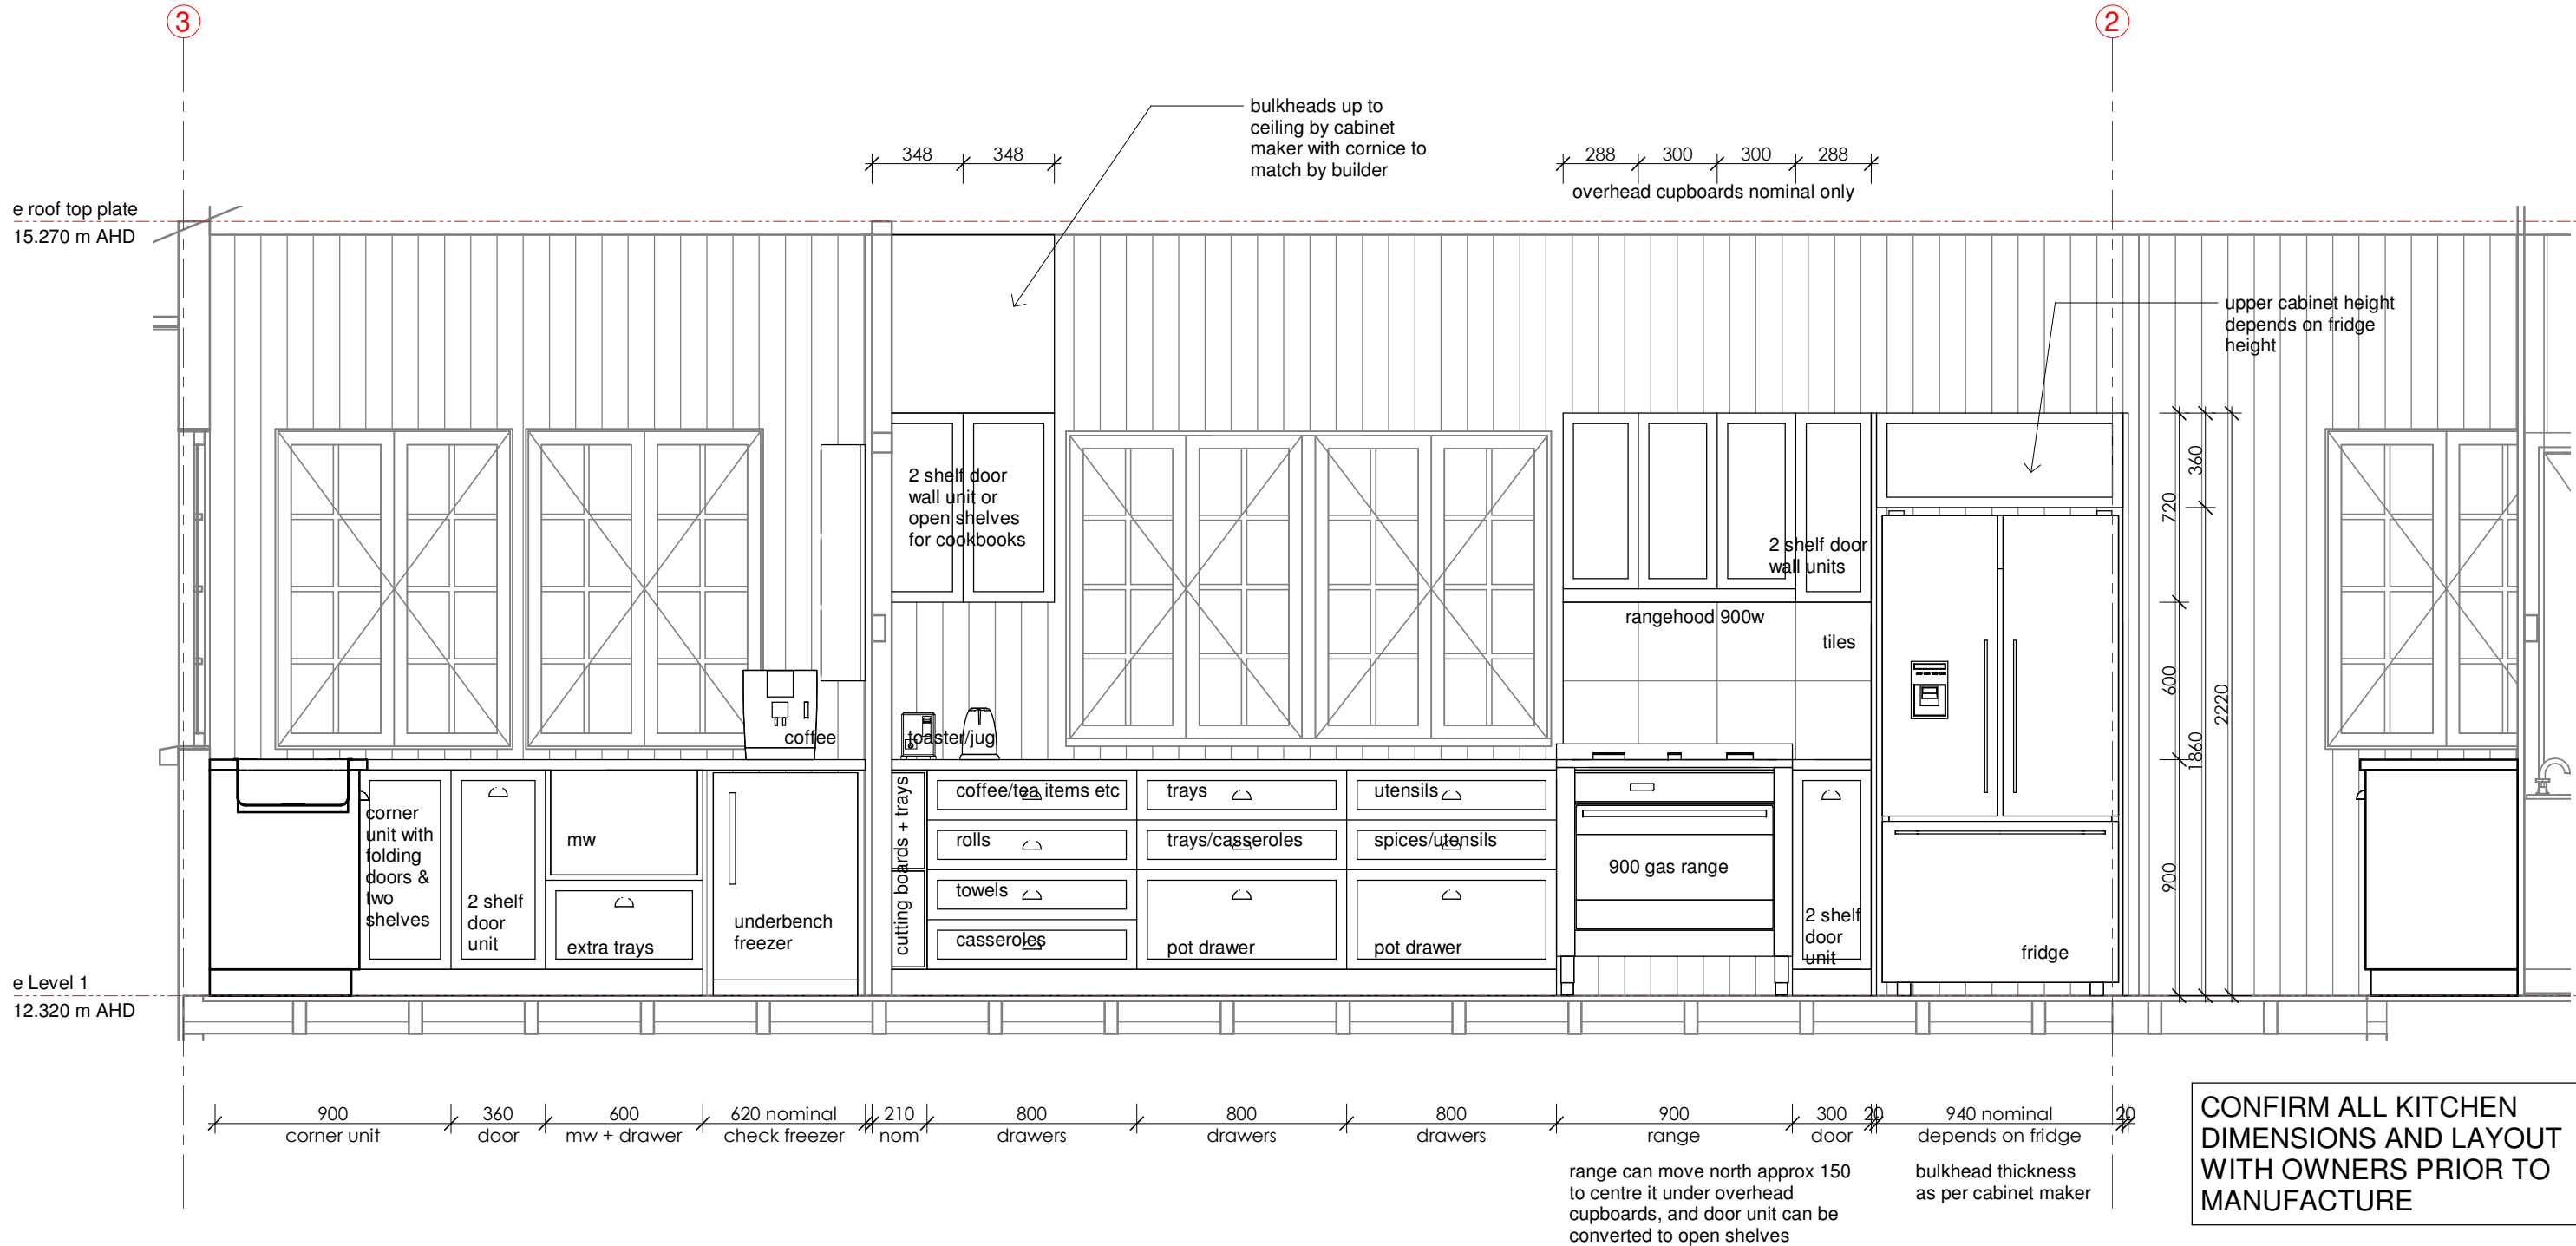 3
2
bulkheads up to
ceiling by cabinet
maker with cornice to
match by builder
348
348
288
300
300
288
overhead cupboards nominal only
e roof top plate
15.270 m AHD
upper cabinet height
depends on fridge
height
2 shelf door
wall unit or
open shelves
for cookbooks
2 shelf door
wall units
rangehood 900w
tiles
360
720
600
2220
1860
900
coffee
toaster/jug
corner
unit with
folding
doors &
two
shelves
2 shelf
door
unit
mw
extra trays
underbench
freezer
cutting boards + trays
coffee/tea items etc
rolls
towels
casseroles
trays
trays/casseroles
pot drawer
utensils
spices/utensils
pot drawer
900 gas range
2 shelf
door
unit
fridge
e Level 1
12.320 m AHD
900
corner unit
360
door
600
mw + drawer
620 nominal
check freezer
210
nom
800
drawers
800
drawers
800
drawers
900
range
300
door
20
940 nominal
depends on fridge
20
range can move north approx 150
to centre it under overhead
cupboards, and door unit can be
converted to open shelves
bulkhead thickness
as per cabinet maker
CONFIRM ALL KITCHEN
DIMENSIONS AND LAYOUT
WITH OWNERS PRIOR TO
MANUFACTURE